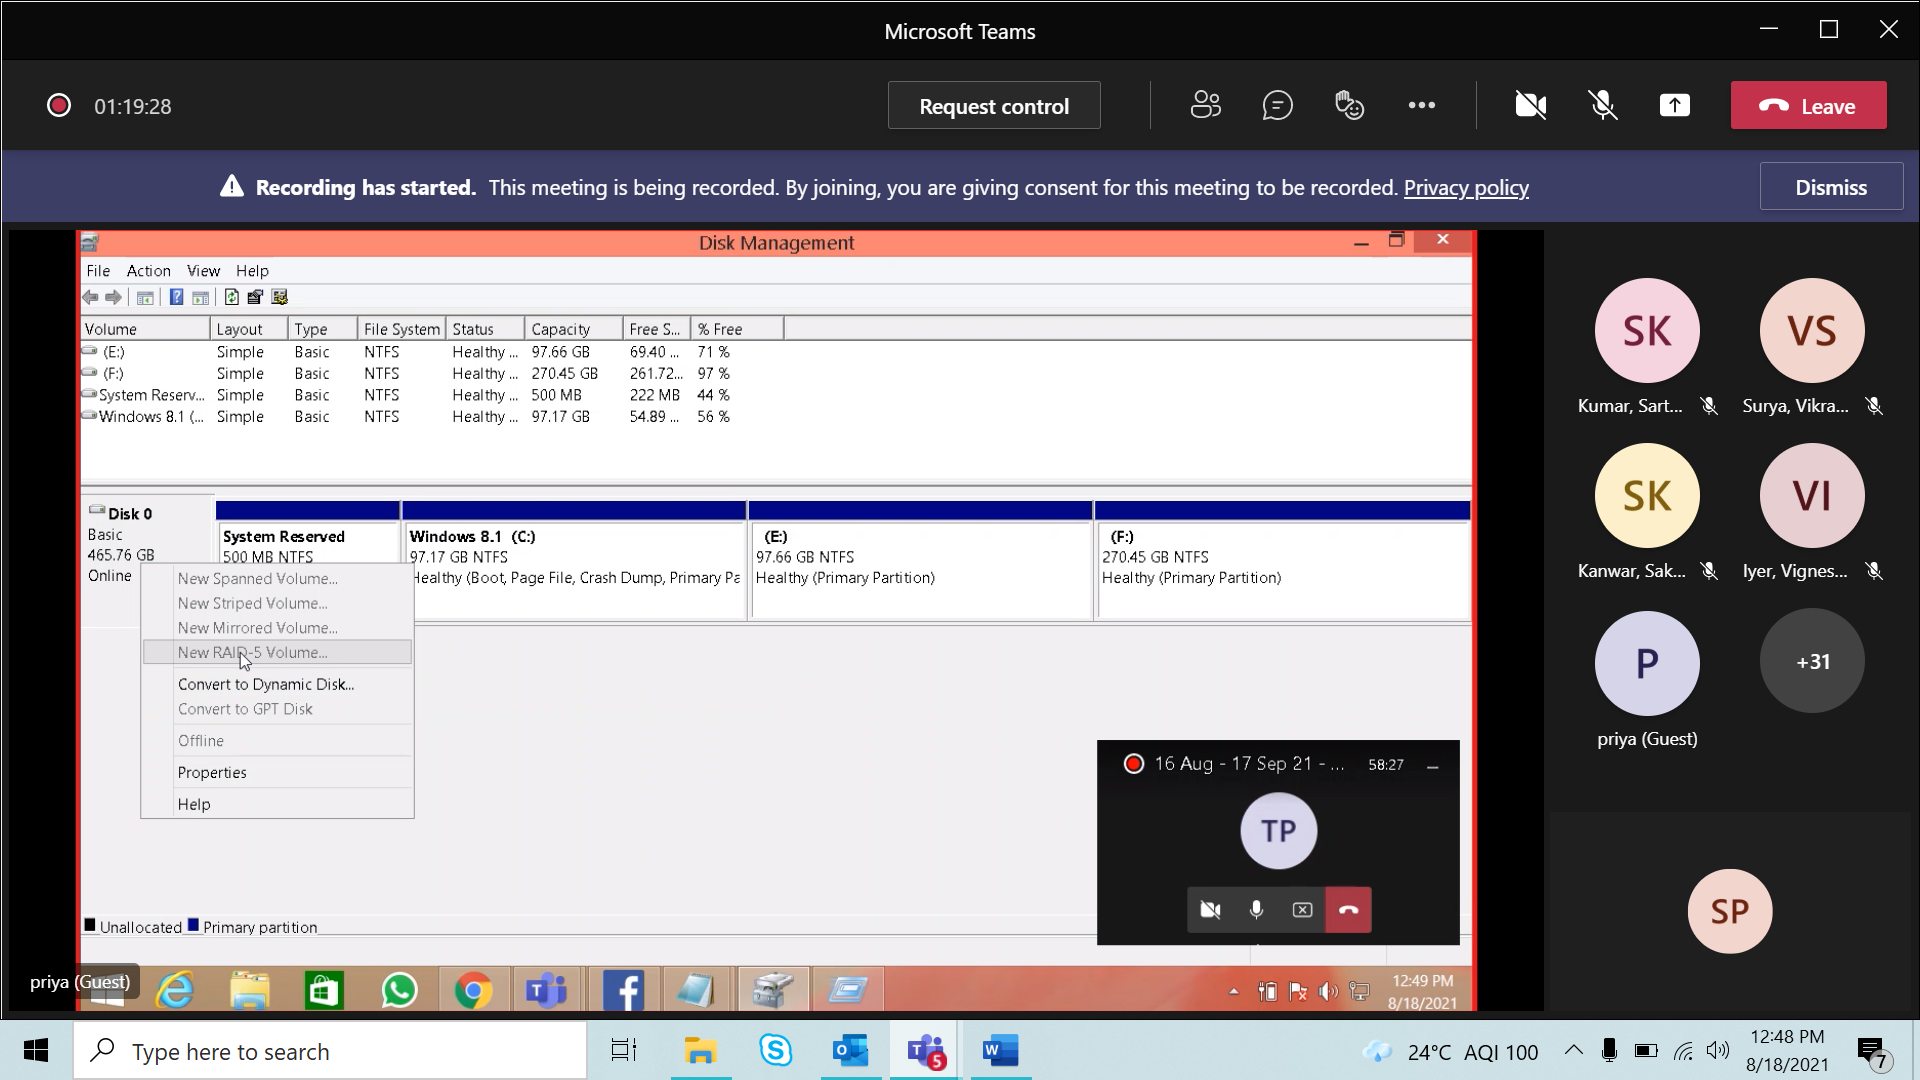 Microsoft Teams
01:19:28
Request control
Leave
Recording has started. This meeting is being recorded. By joining, you are giving consent for this meeting to be recorded. Privacy policy
Dismiss
Disk Management
File Action View Help
Volume Layout Type File System Status Capacity Free S... % Free
(E:) Simple Basic NTFS Healthy ... 97.66 GB 69.40 ... 71 %
(F:) Simple Basic NTFS Healthy ... 270.45 GB 261.72... 97 %
System Reserv... Simple Basic NTFS Healthy ... 500 MB 222 MB 44 %
Windows 8.1 (... Simple Basic NTFS Healthy ... 97.17 GB 54.89 ... 56 %
Disk 0
Basic
465.76 GB
Online
System Reserved
500 MB NTFS
Windows 8.1 (C:)
97.17 GB NTFS
Healthy (Boot, Page File, Crash Dump, Primary Pa
(E:)
97.66 GB NTFS
Healthy (Primary Partition)
(F:)
270.45 GB NTFS
Healthy (Primary Partition)
New Spanned Volume...
New Striped Volume...
New Mirrored Volume...
New RAID-5 Volume...
Convert to Dynamic Disk...
Convert to GPT Disk
Offline
Properties
Help
Unallocated Primary partition
16 Aug - 17 Sep 21 - ... 58:27
TP
12:49 PM
8/18/2021
priya (Guest)
SK
Kumar, Sart...
VS
Surya, Vikra...
SK
Kanwar, Sak...
VI
Iyer, Vignes...
P
priya (Guest)
+31
SP
Type here to search
5
24°C AQI 100
12:48 PM
8/18/2021
7